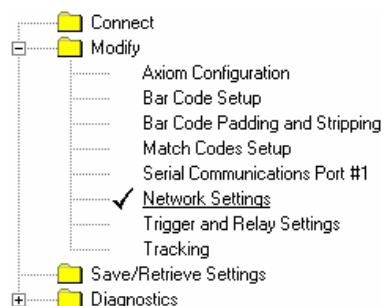 Connect
Modify
Axiom Configuration
Bar Code Setup
Bar Code Padding and Stripping
Match Codes Setup
Serial Communications Port #1
Network Settings
Trigger and Relay Settings
Tracking
Save/Retrieve Settings
Diagnostics